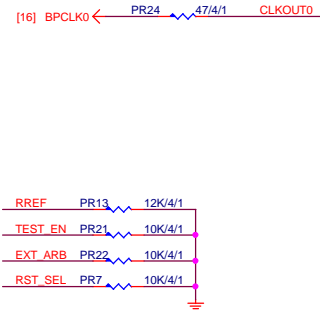 [16] BPCLK0 PR24 47/4/1 CLKOUT0
RREF PR13 12K/4/1
TEST_EN PR21 10K/4/1
EXT_ARB PR22 10K/4/1
RST_SEL PR7 10K/4/1